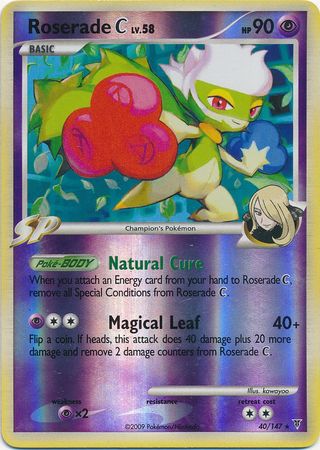 Roserade C LV.58 HP 90
BASIC
Champion's Pokémon
SP
Poké-BODY Natural Cure
When you attach an Energy card from your hand to Roserade C,
remove all Special Conditions from Roserade C.
Magical Leaf 40+
Flip a coin. If heads, this attack does 40 damage plus 20 more
damage and remove 2 damage counters from Roserade C.
Illus. kawayoo
weakness resistance retreat cost
×2
©2009 Pokémon/Nintendo 40/147 ★